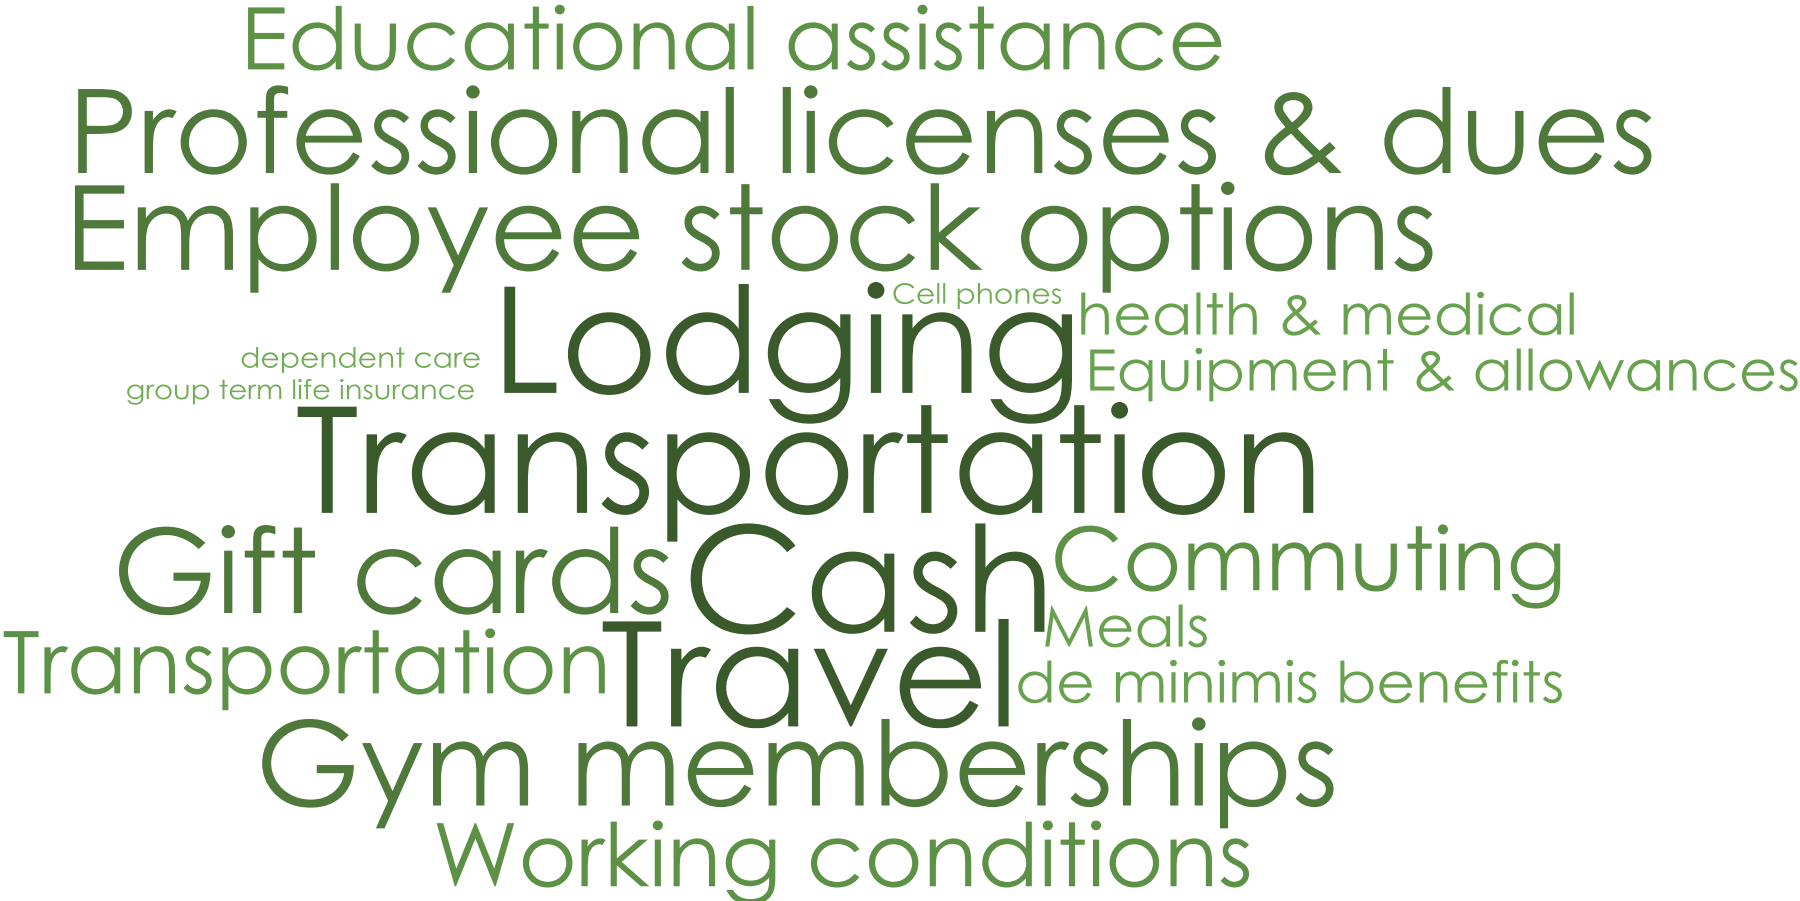 Educational assistance
Professional licenses & dues
Employee stock options
Cell phones
Lodging
health & medical
dependent care
Equipment & allowances
group term life insurance
Transportation
Gift cards
Cash
Commuting
Meals
Transportation
Travel
de minimis benefits
Gym memberships
Working conditions